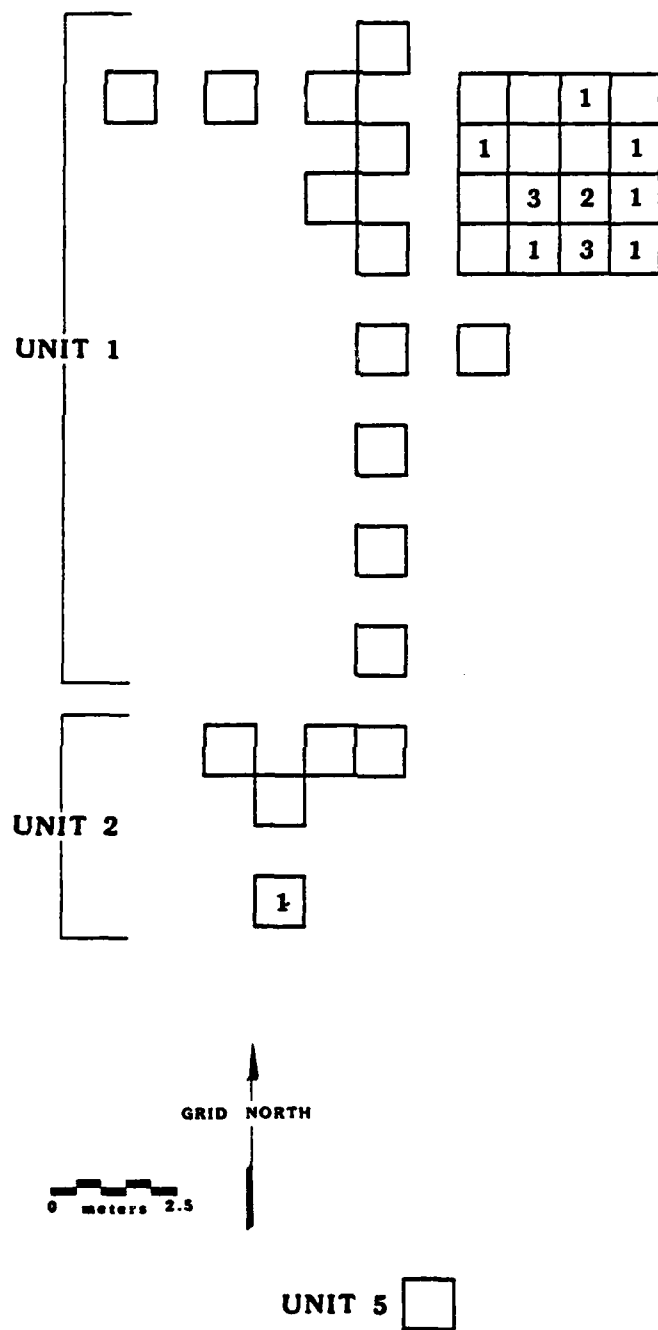 1
1 1
3 2 1
1 3 1
UNIT 1
UNIT 2
1
GRID NORTH
0 meters 2.5
UNIT 5